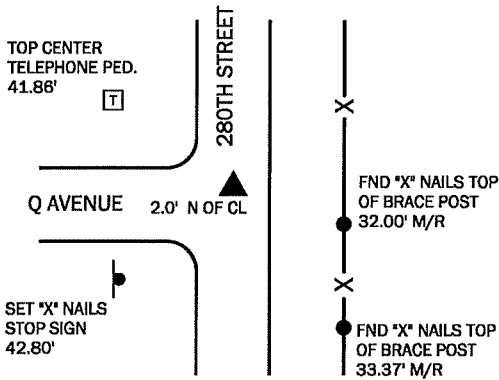 TOP CENTER
TELEPHONE PED.
41.86'
T
280TH STREET
X
Q AVENUE
2.0' N OF CL
FND "X" NAILS TOP
OF BRACE POST
32.00' M/R
X
SET "X" NAILS
STOP SIGN
42.80'
FND "X" NAILS TOP
OF BRACE POST
33.37' M/R